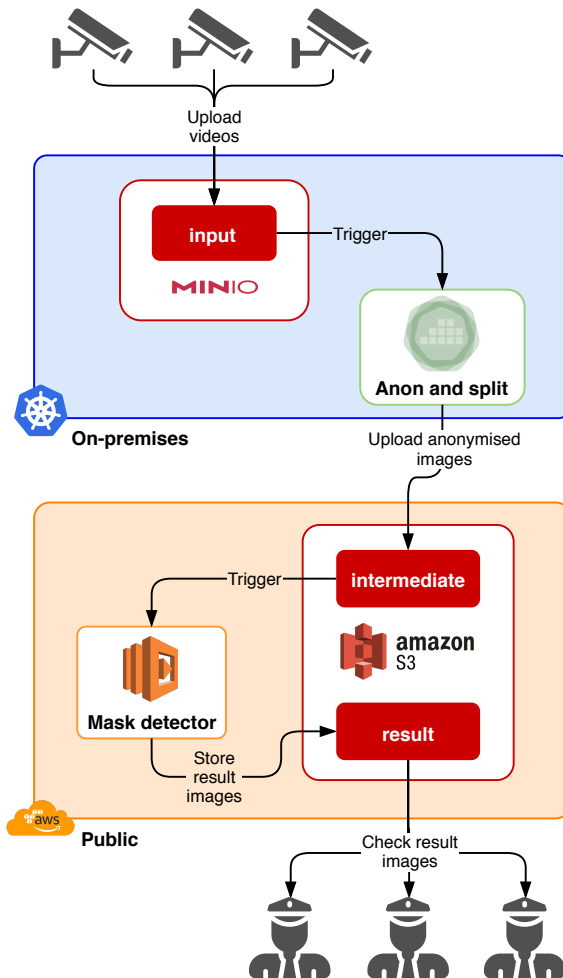 Upload
videos
input
Trigger
MINIO
Anon and split
On-premises
Upload anonymised
images
intermediate
Trigger
amazon
S3
Mask detector
result
Store
result
images
aws
Public
Check result
images